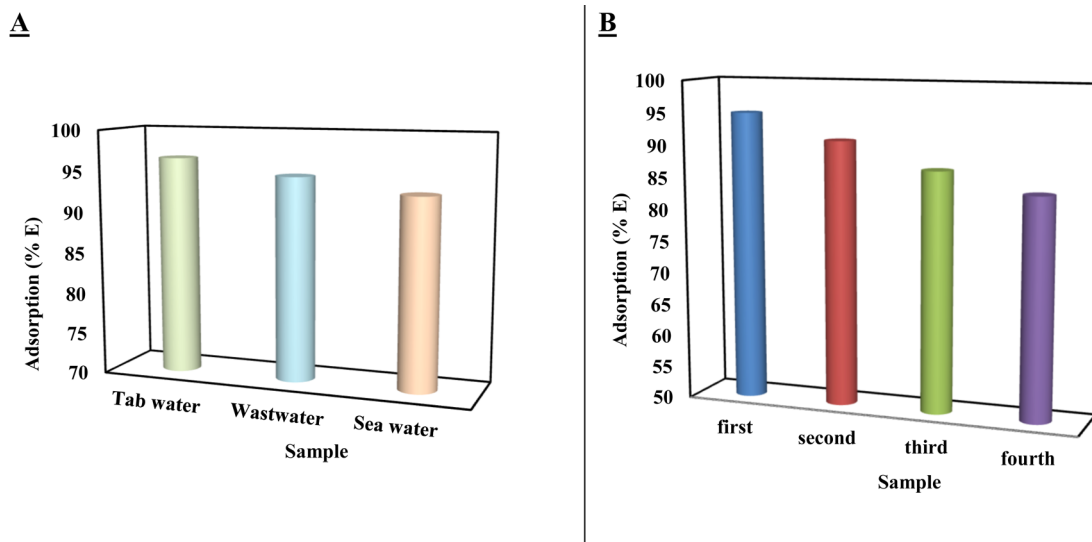 A
Adsorption (% E)
100
95
90
85
80
75
70
Tab water
Wastwater
Sea water
Sample
B
Adsorption (% E)
100
95
90
85
80
75
70
65
60
55
50
first
second
third
fourth
Sample